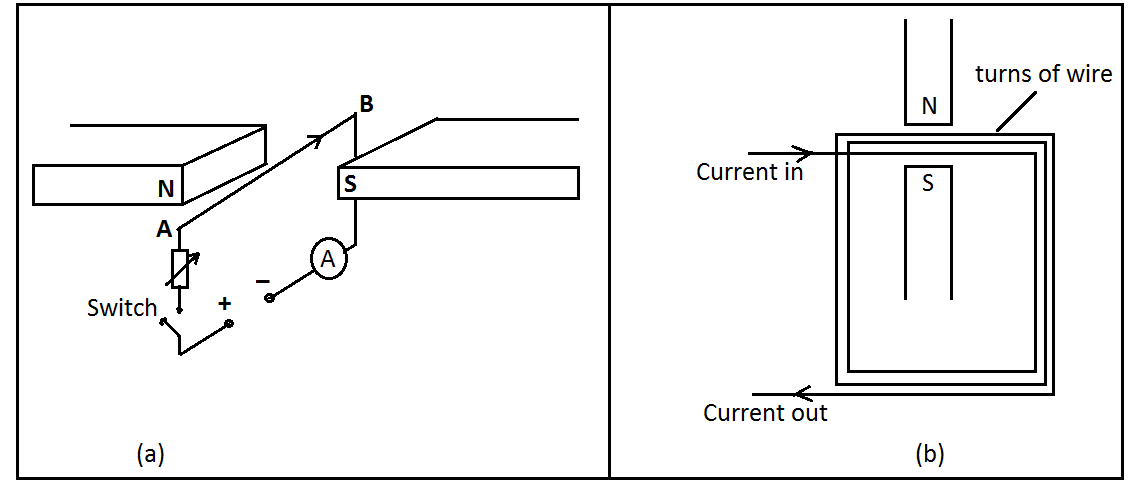 B
N
S
A
A
Switch
+
–
(a)
N
turns of wire
Current in
S
Current out
(b)